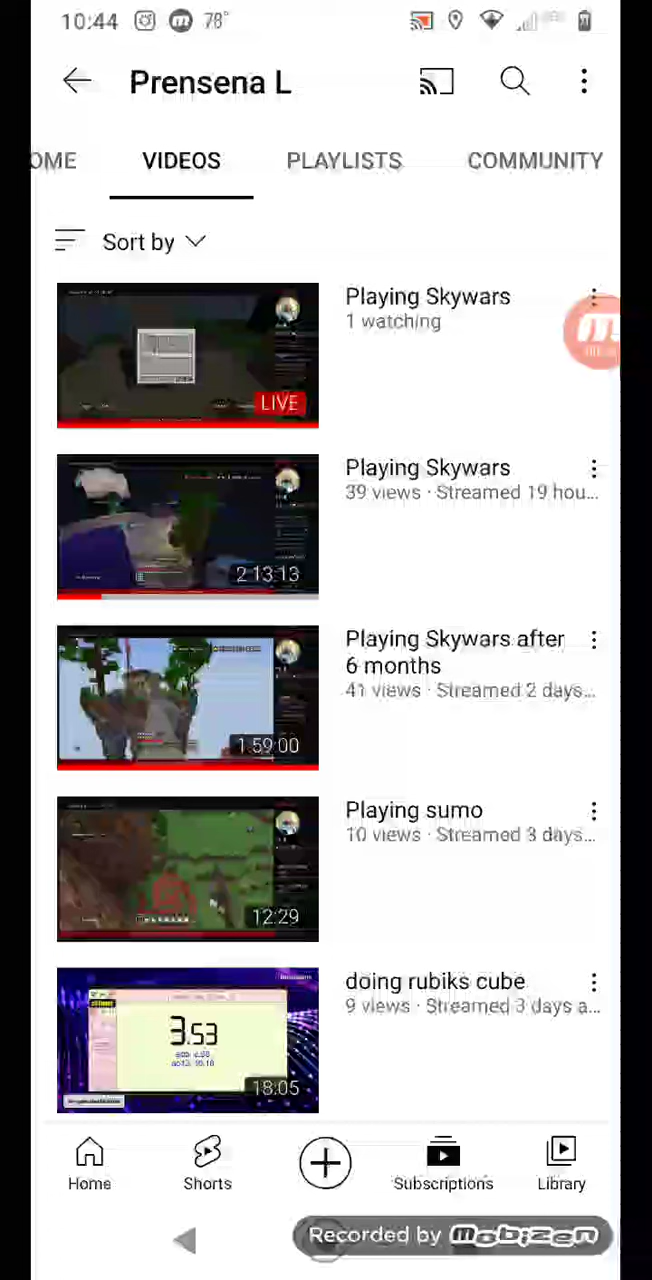 10:44 78°
Prensena L
OME VIDEOS PLAYLISTS COMMUNITY
Sort by
Playing Skywars
1 watching
LIVE
Playing Skywars
39 views · Streamed 19 hou...
2:13:13
Playing Skywars after
6 months
41 views · Streamed 2 days...
1:59:00
Playing sumo
10 views · Streamed 3 days...
12:29
doing rubiks cube
9 views · Streamed 3 days a...
3.53
18:05
Home Shorts Subscriptions Library
Recorded by mobizen